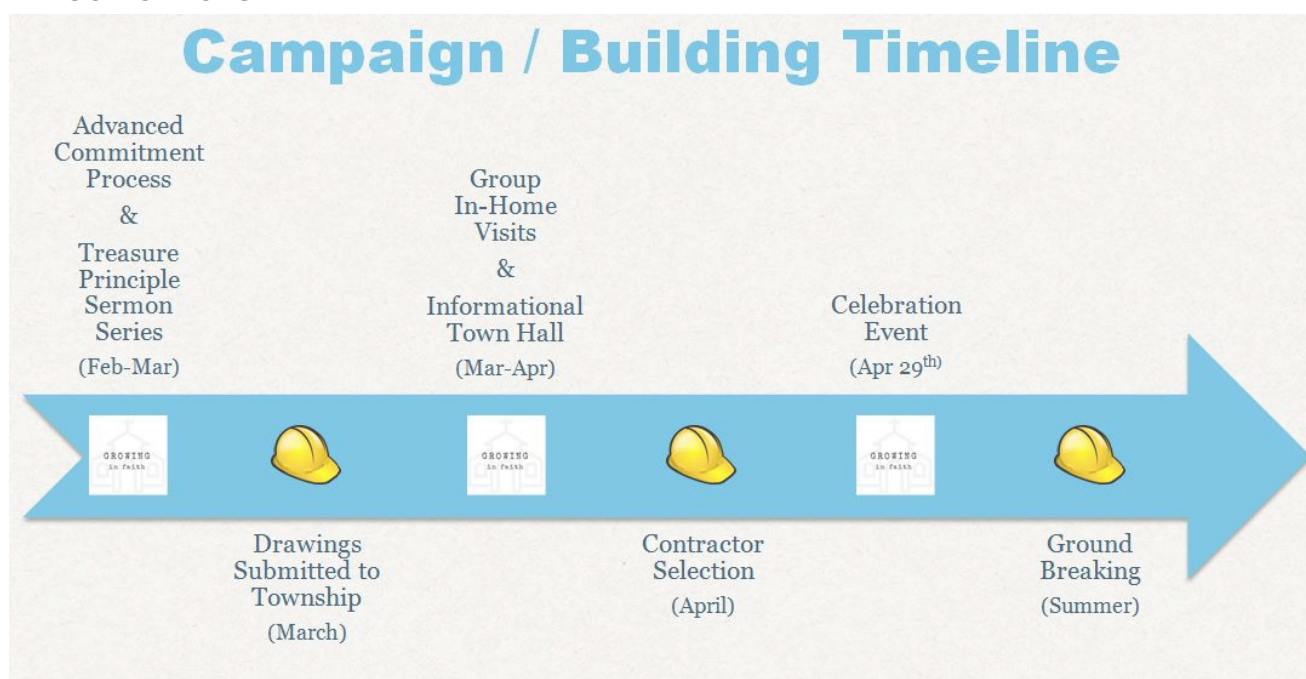 Campaign / Building Timeline
Advanced
Commitment
Process
&
Treasure
Principle
Sermon
Series
(Feb-Mar)
Group
In-Home
Visits
&
Informational
Town Hall
(Mar-Apr)
Celebration
Event
(Apr 29th)
GROWING
in faith
GROWING
in faith
GROWING
in faith
Drawings
Submitted to
Township
(March)
Contractor
Selection
(April)
Ground
Breaking
(Summer)